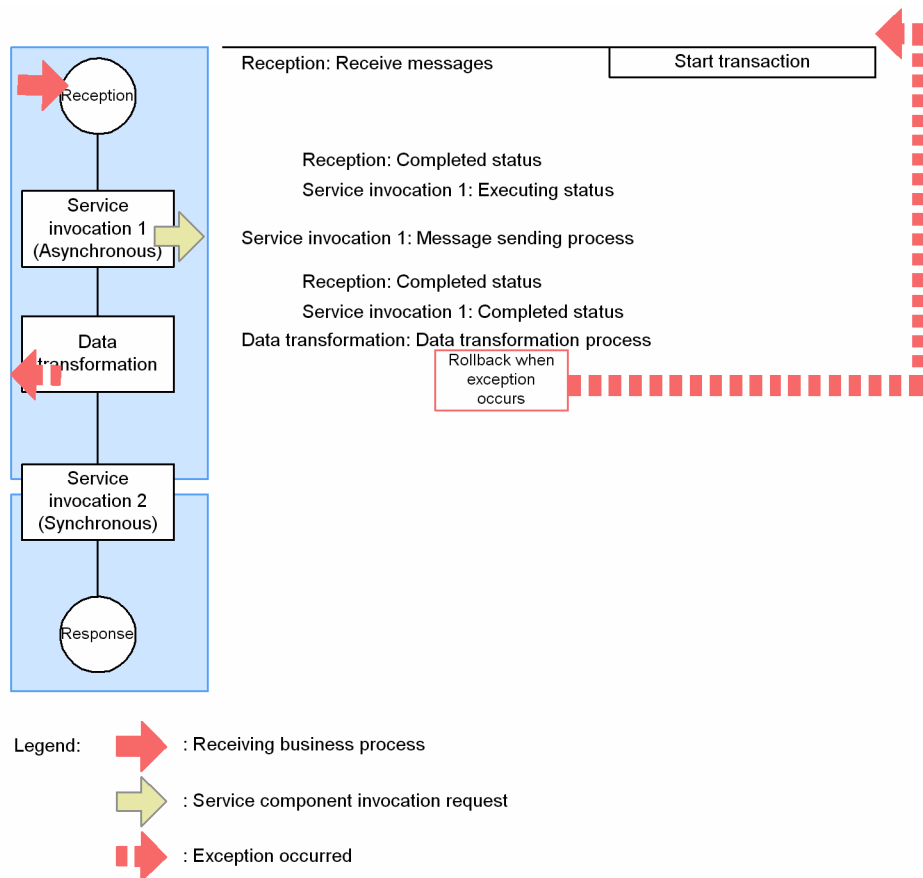 Reception: Receive messages
Start transaction
Reception
Reception: Completed status
Service invocation 1: Executing status
Service
invocation 1
(Asynchronous)
Service invocation 1: Message sending process
Reception: Completed status
Service invocation 1: Completed status
Data transformation: Data transformation process
Data
transformation
Rollback when
exception
occurs
Service
invocation 2
(Synchronous)
Response
Legend:
: Receiving business process
: Service component invocation request
: Exception occurred